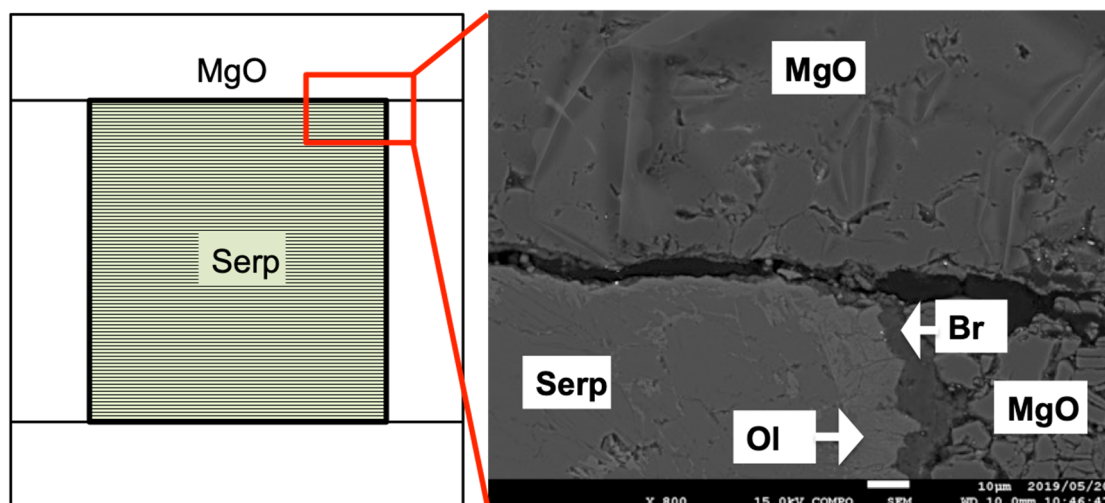 MgO
Serp
MgO
Br
Serp
MgO
Ol
10μm 2019/05/20
X 800 15.0kV COMPO SEM WD 10.0mm 10:46:4